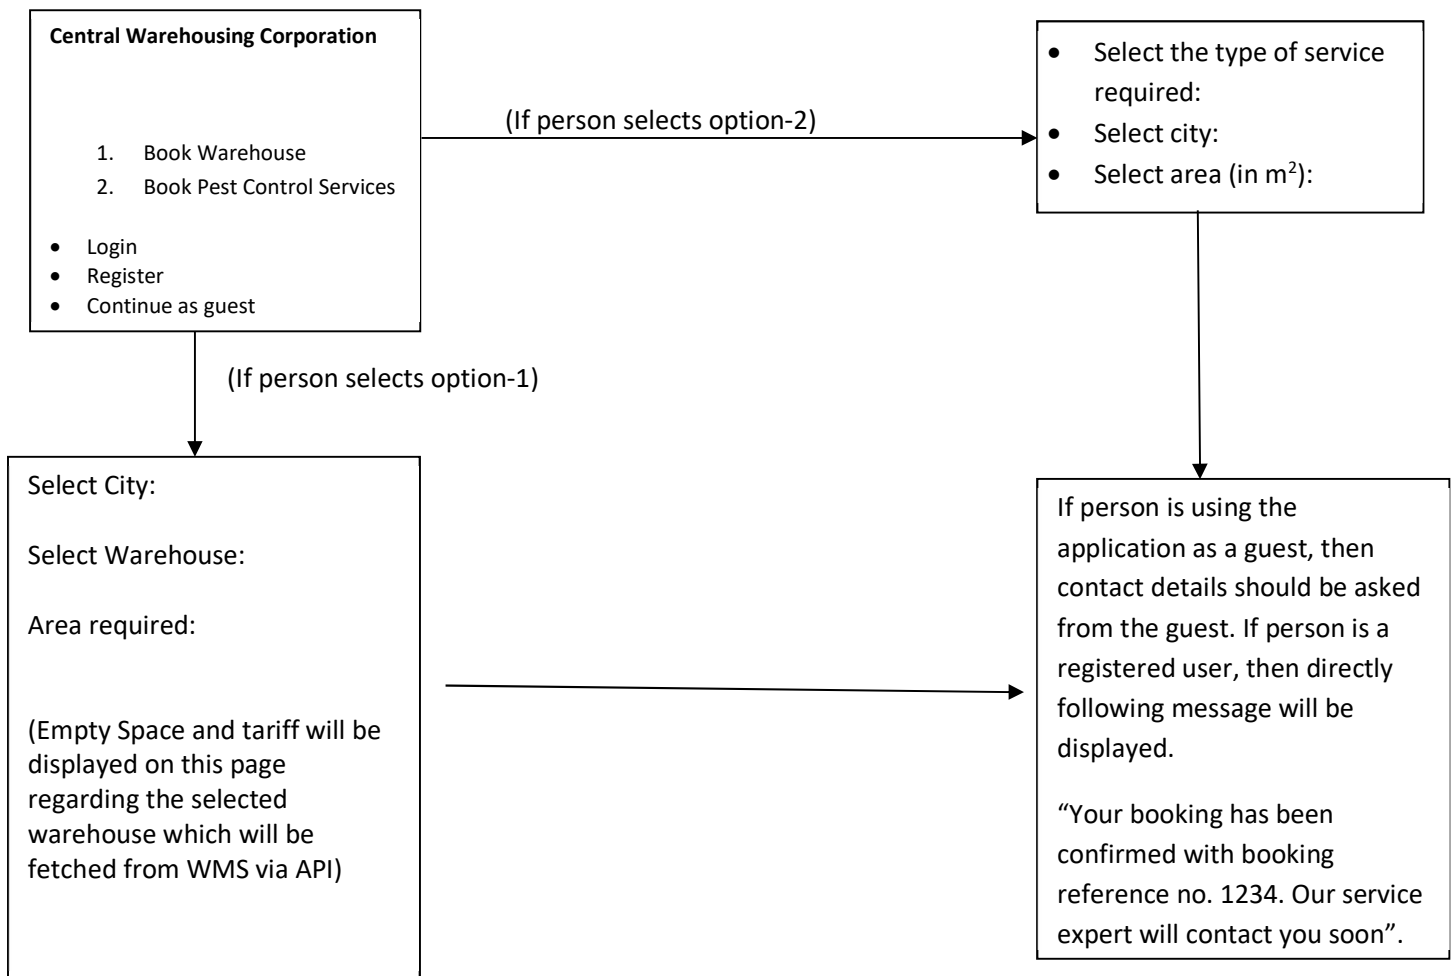 Central Warehousing Corporation
1. Book Warehouse
2. Book Pest Control Services
• Login
• Register
• Continue as guest
(If person selects option-2)
• Select the type of service
required:
• Select city:
• Select area (in m²):
(If person selects option-1)
Select City:
Select Warehouse:
Area required:
(Empty Space and tariff will be
displayed on this page
regarding the selected
warehouse which will be
fetched from WMS via API)
If person is using the
application as a guest, then
contact details should be asked
from the guest. If person is a
registered user, then directly
following message will be
displayed.
“Your booking has been
confirmed with booking
reference no. 1234. Our service
expert will contact you soon”.